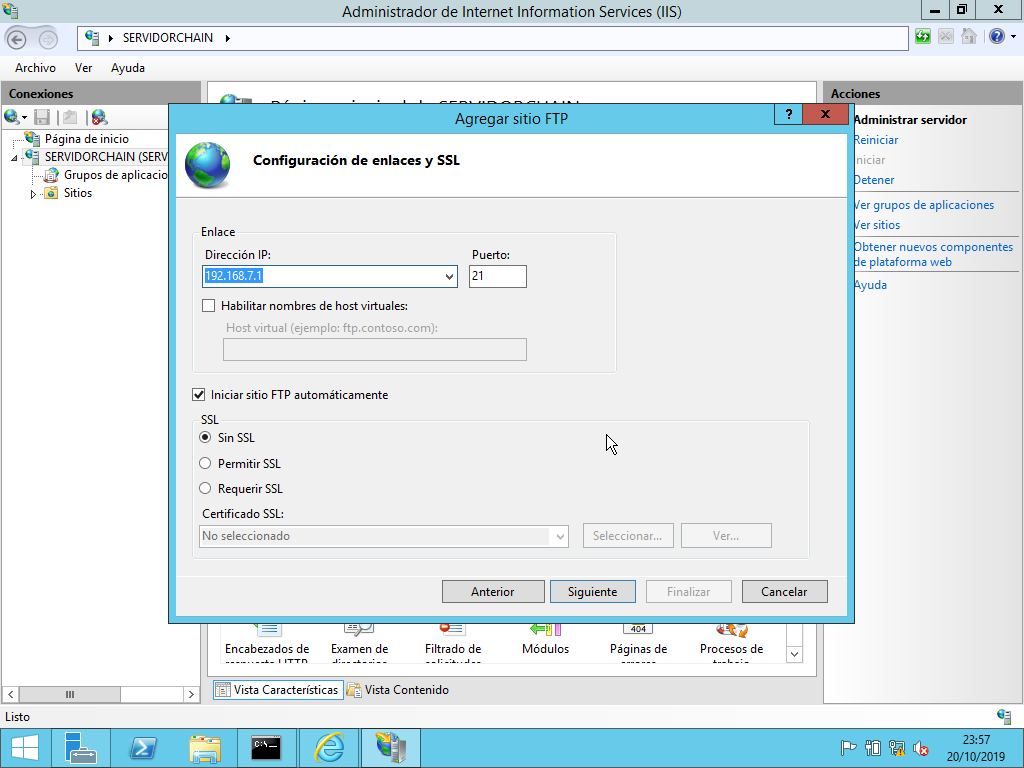 Administrador de Internet Information Services (IIS)
SERVIDORCHAIN
Archivo Ver Ayuda
Conexiones
Página de inicio
SERVIDORCHAIN (SERV
Grupos de aplicacio
Sitios
Agregar sitio FTP
?
Configuración de enlaces y SSL
Enlace
Dirección IP:
Puerto:
192.168.7.1
21
Habilitar nombres de host virtuales:
Host virtual (ejemplo: ftp.contoso.com):
Iniciar sitio FTP automáticamente
SSL
Sin SSL
Permitir SSL
Requerir SSL
Certificado SSL:
No seleccionado
Seleccionar...
Ver...
Anterior
Siguiente
Finalizar
Cancelar
Acciones
Administrar servidor
Reiniciar
niciar
Detener
Ver grupos de aplicaciones
Ver sitios
Obtener nuevos componentes
de plataforma web
Ayuda
404
Encabezados de
Examen de
Filtrado de
Módulos
Páginas de
Procesos de
Vista Características
Vista Contenido
Listo
23:57
20/10/2019